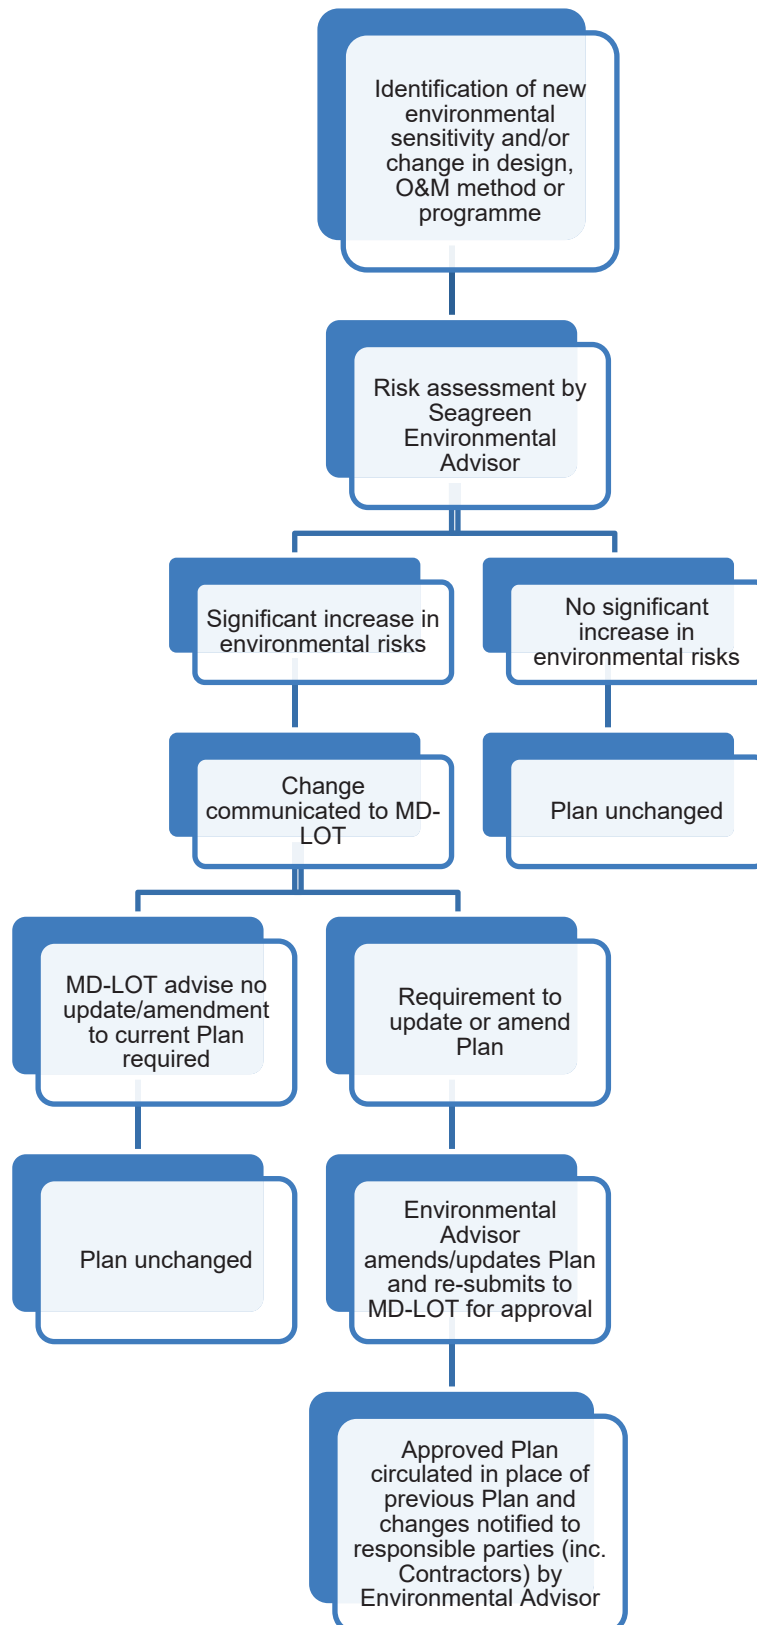 Identification of new
environmental
sensitivity and/or
change in design,
O&M method or
programme
Risk assessment by
Seagreen
Environmental
Advisor
Significant increase in
environmental risks
No significant
increase in
environmental risks
Change
communicated to MD-
LOT
Plan unchanged
MD-LOT advise no
update/amendment
to current Plan
required
Requirement to
update or amend
Plan
Plan unchanged
Environmental
Advisor
amends/updates Plan
and re-submits to
MD-LOT for approval
Approved Plan
circulated in place of
previous Plan and
changes notified to
responsible parties (inc.
Contractors) by
Environmental Advisor